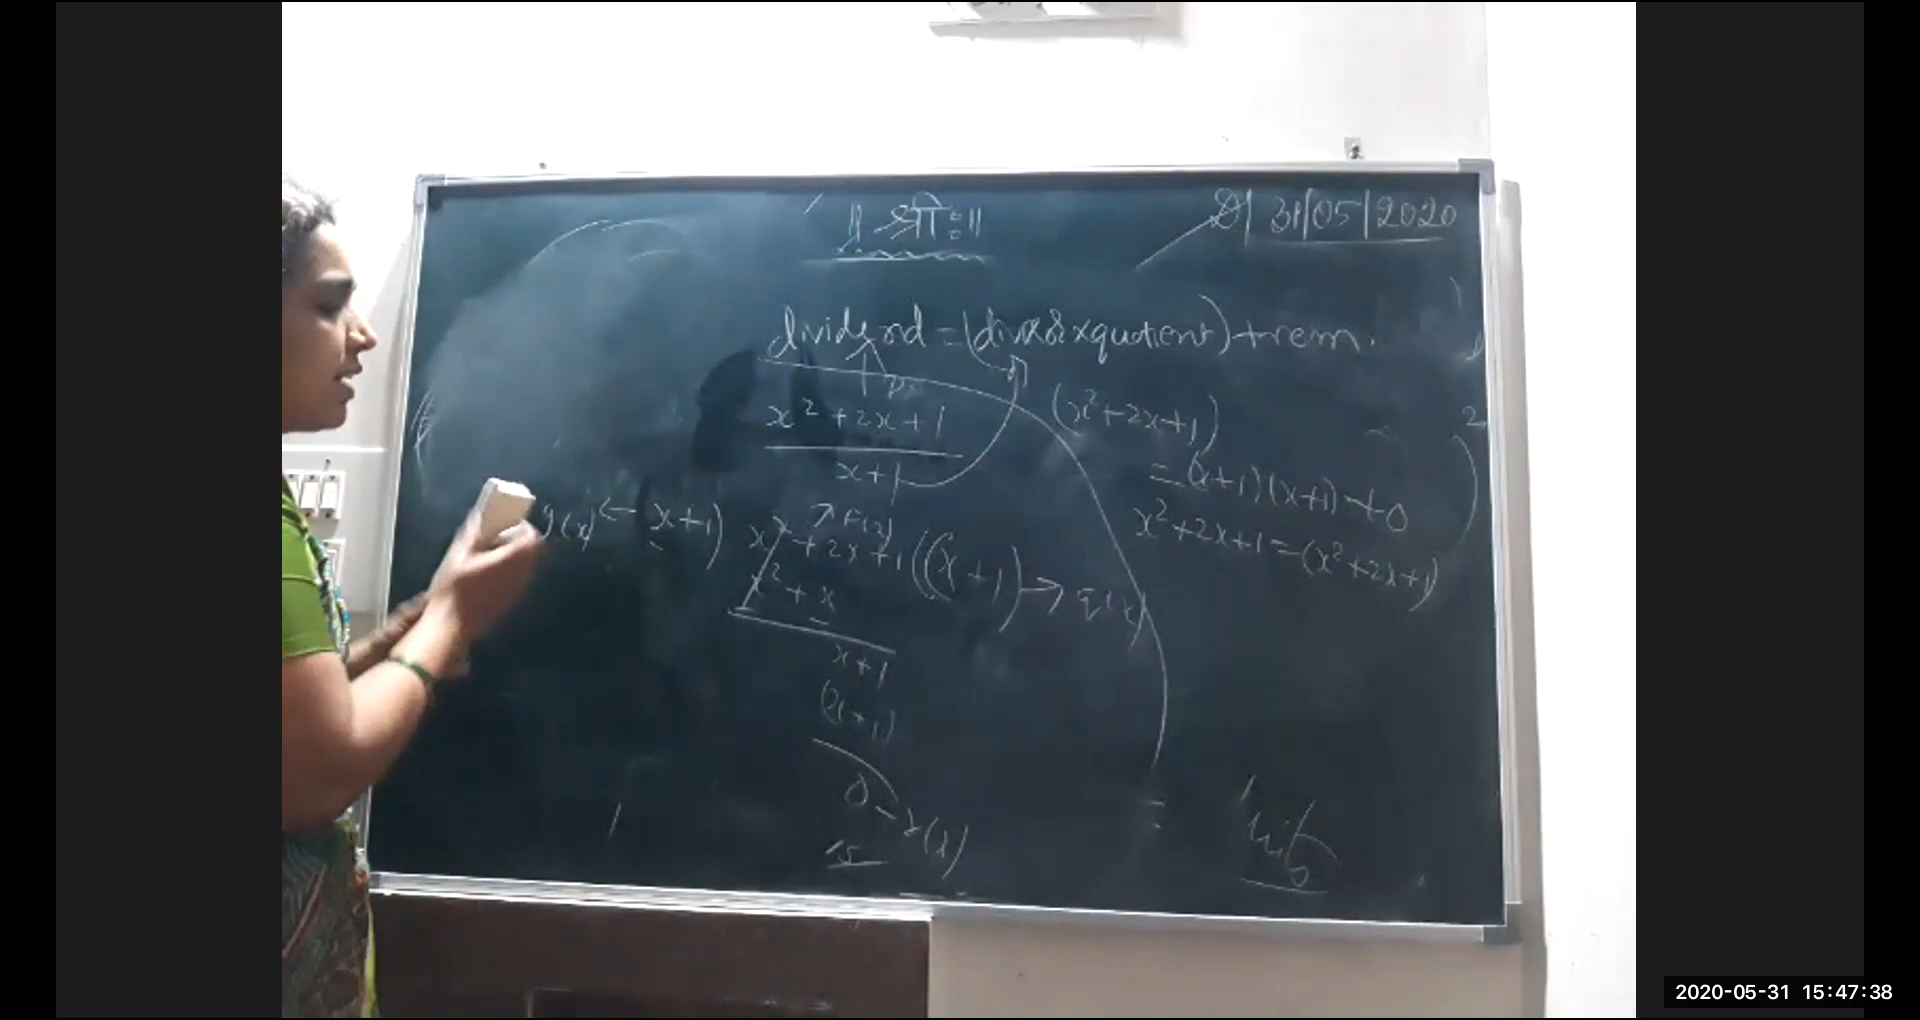 ॥ श्रीः ॥
D| 31/05/2020
dividend = (divisor x quotient) + rem.
x² + 2x + 1
x + 1
(x² + 2x + 1)
= (x + 1) (x + 1) + 0
x² + 2x + 1 = (x² + 2x + 1)
g(x) ← x + 1) x² + 2x + 1 ((x + 1) → q(x)
x² + x
x + 1
(x + 1)
0 r(x)
2020-05-31 15:47:38